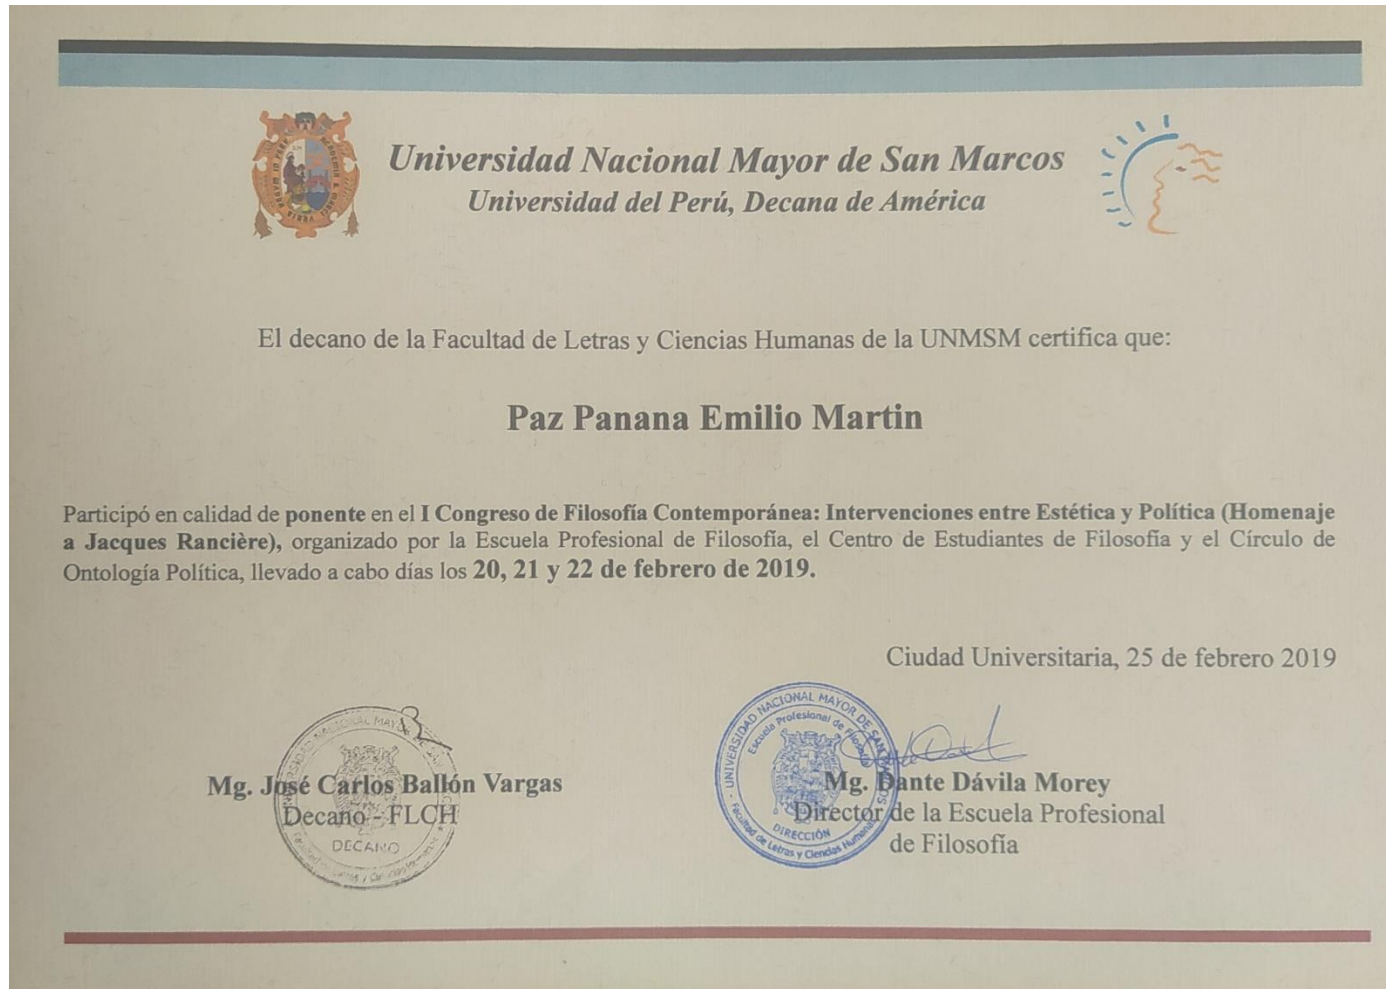 Universidad Nacional Mayor de San Marcos
Universidad del Perú, Decana de América
El decano de la Facultad de Letras y Ciencias Humanas de la UNMSM certifica que:
Paz Panana Emilio Martin
Participó en calidad de ponente en el I Congreso de Filosofía Contemporánea: Intervenciones entre Estética y Política (Homenaje
a Jacques Rancière), organizado por la Escuela Profesional de Filosofía, el Centro de Estudiantes de Filosofía y el Círculo de
Ontología Política, llevado a cabo días los 20, 21 y 22 de febrero de 2019.
Ciudad Universitaria, 25 de febrero 2019
Mg. José Carlos Ballón Vargas
Decano - FLCH
DECANO
UNIVERSIDAD NACIONAL MAYOR DE SAN MARCOS
Escuela Profesional de Filosofía
Mg. Dante Dávila Morey
Director de la Escuela Profesional
de Filosofía
DIRECCIÓN
Facultad de Letras y Ciencias Humanas